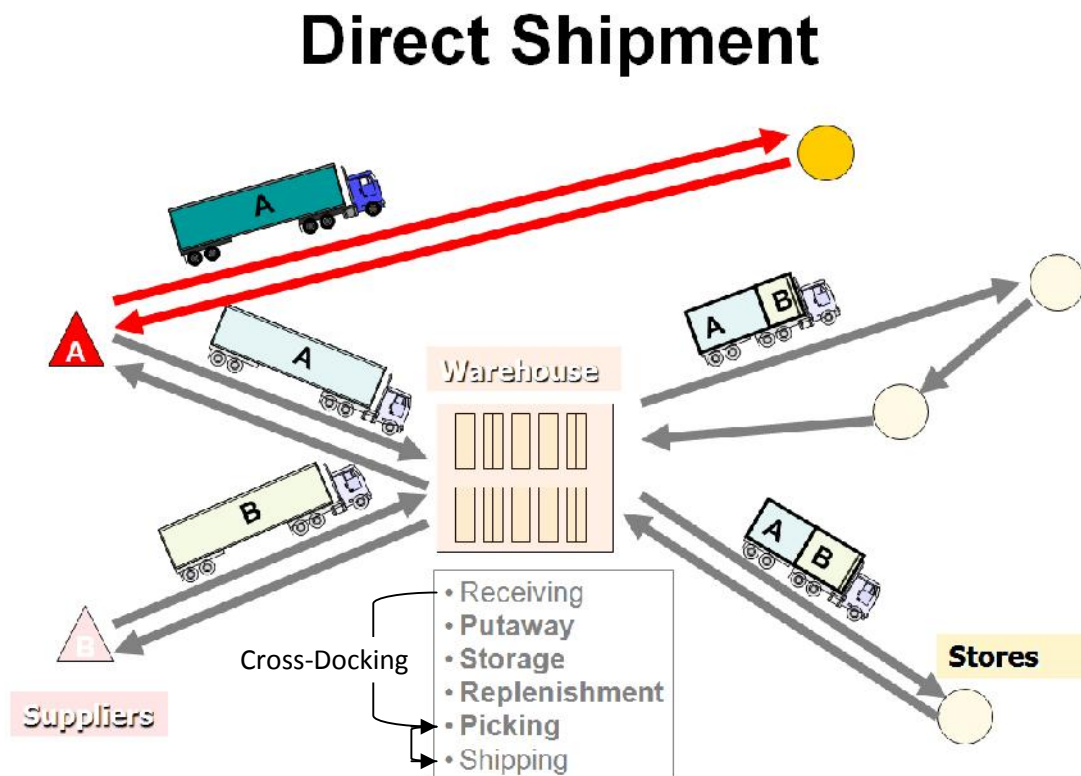 Direct Shipment
A
A
A
B
A
Warehouse
B
A
B
B
• Receiving
• Putaway
• Storage
• Replenishment
• Picking
• Shipping
Cross-Docking
Stores
Suppliers